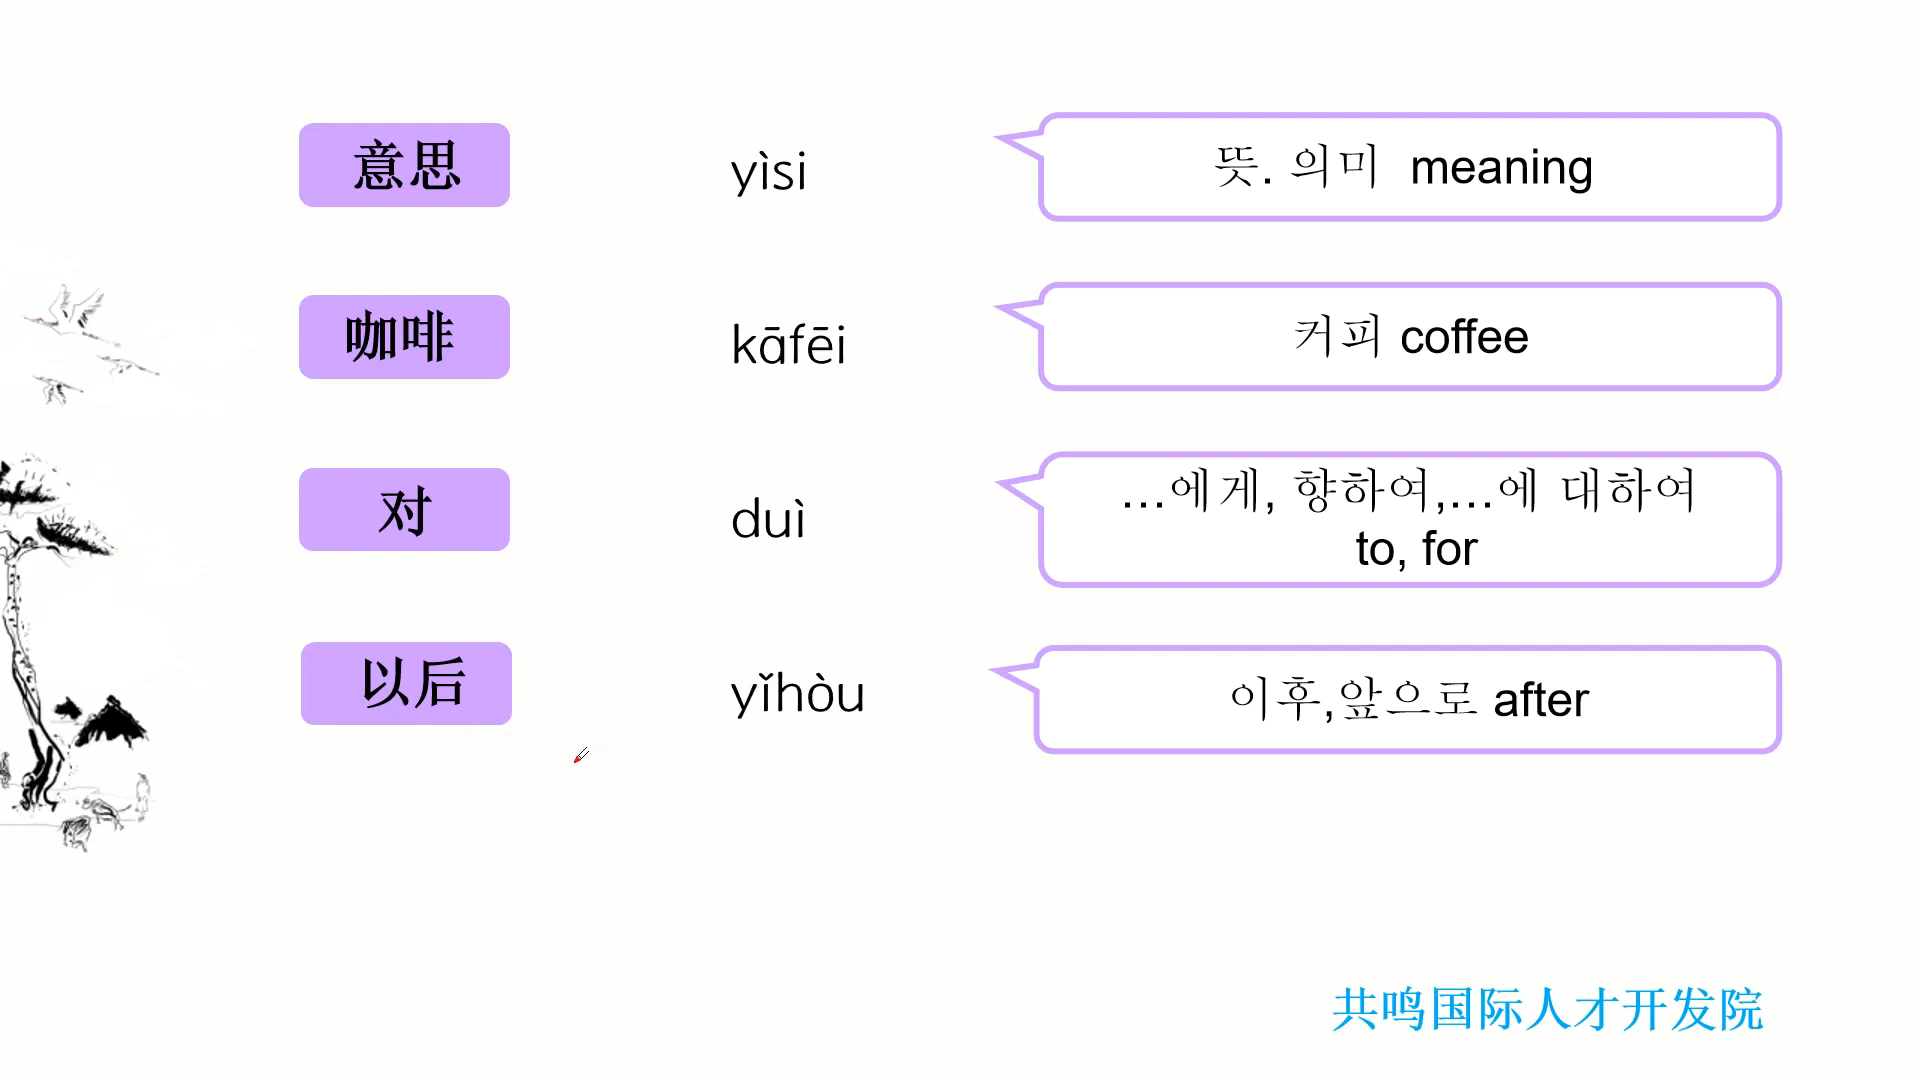 意思
yìsi
뜻. 의미 meaning
咖啡
kāfēi
커피 coffee
对
duì
...에게, 향하여,...에 대하여
to, for
以后
yǐhòu
이후,앞으로 after
共鸣国际人才开发院